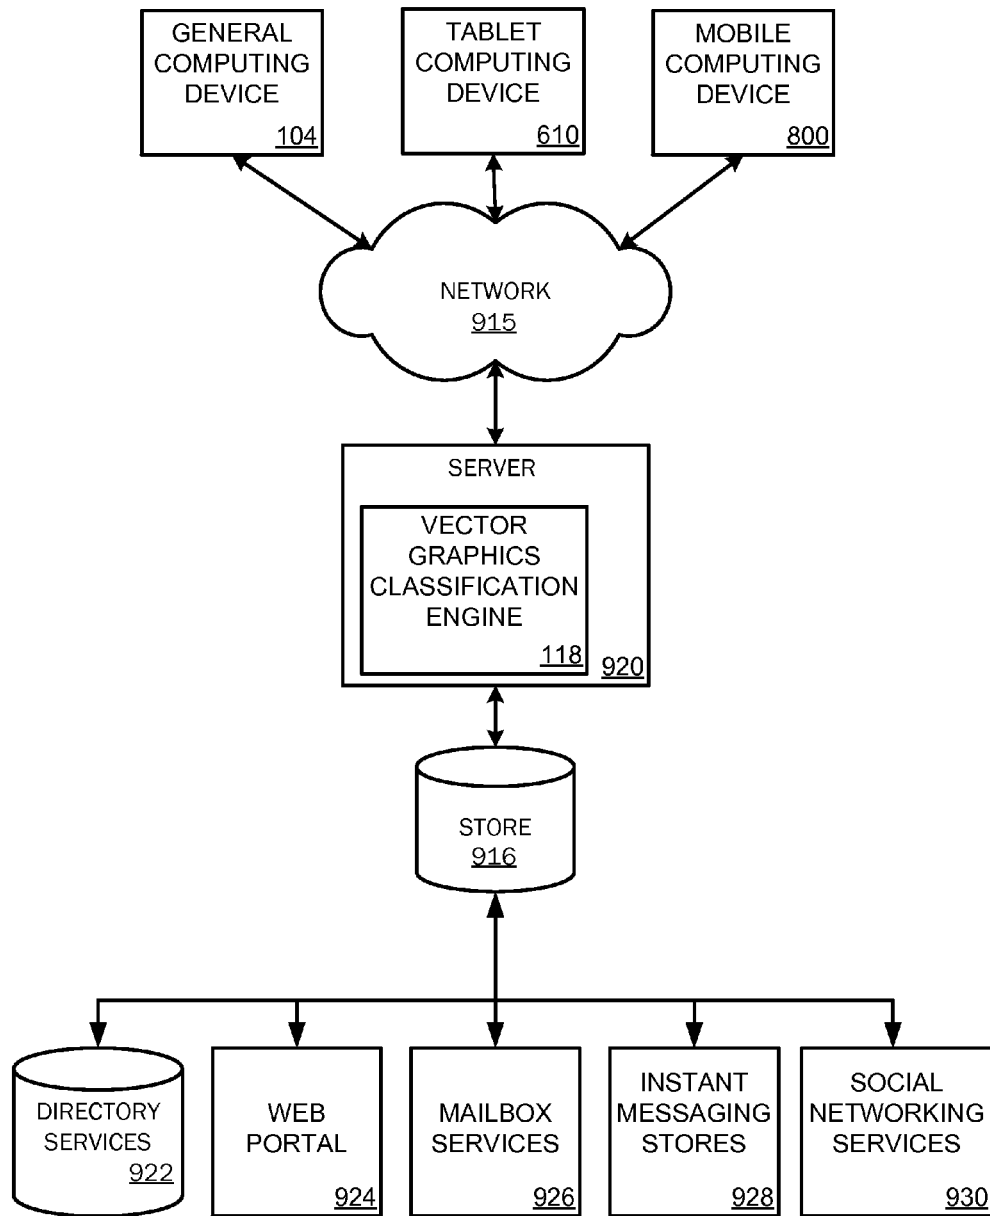 GENERAL
COMPUTING
DEVICE
104
TABLET
COMPUTING
DEVICE
610
MOBILE
COMPUTING
DEVICE
800
NETWORK
915
SERVER
VECTOR
GRAPHICS
CLASSIFICATION
ENGINE
118
920
STORE
916
DIRECTORY
SERVICES
922
WEB
PORTAL
924
MAILBOX
SERVICES
926
INSTANT
MESSAGING
STORES
928
SOCIAL
NETWORKING
SERVICES
930